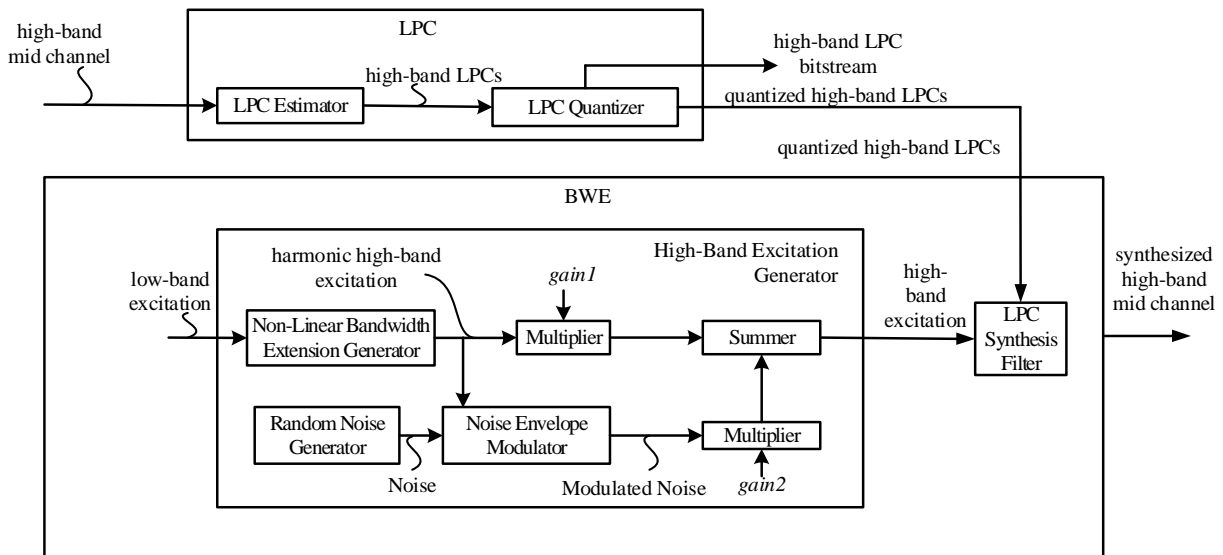 LPC
high-band
mid channel
high-band LPCs
high-band LPC
bitstream
LPC Estimator
LPC Quantizer
quantized high-band LPCs
quantized high-band LPCs
BWE
harmonic high-band
excitation
High-Band Excitation
Generator
low-band
excitation
gain1
high-
band
excitation
synthesized
high-band
mid channel
Non-Linear Bandwidth
Extension Generator
Multiplier
Summer
LPC
Synthesis
Filter
Random Noise
Generator
Noise Envelope
Modulator
Multiplier
Noise
Modulated Noise
gain2